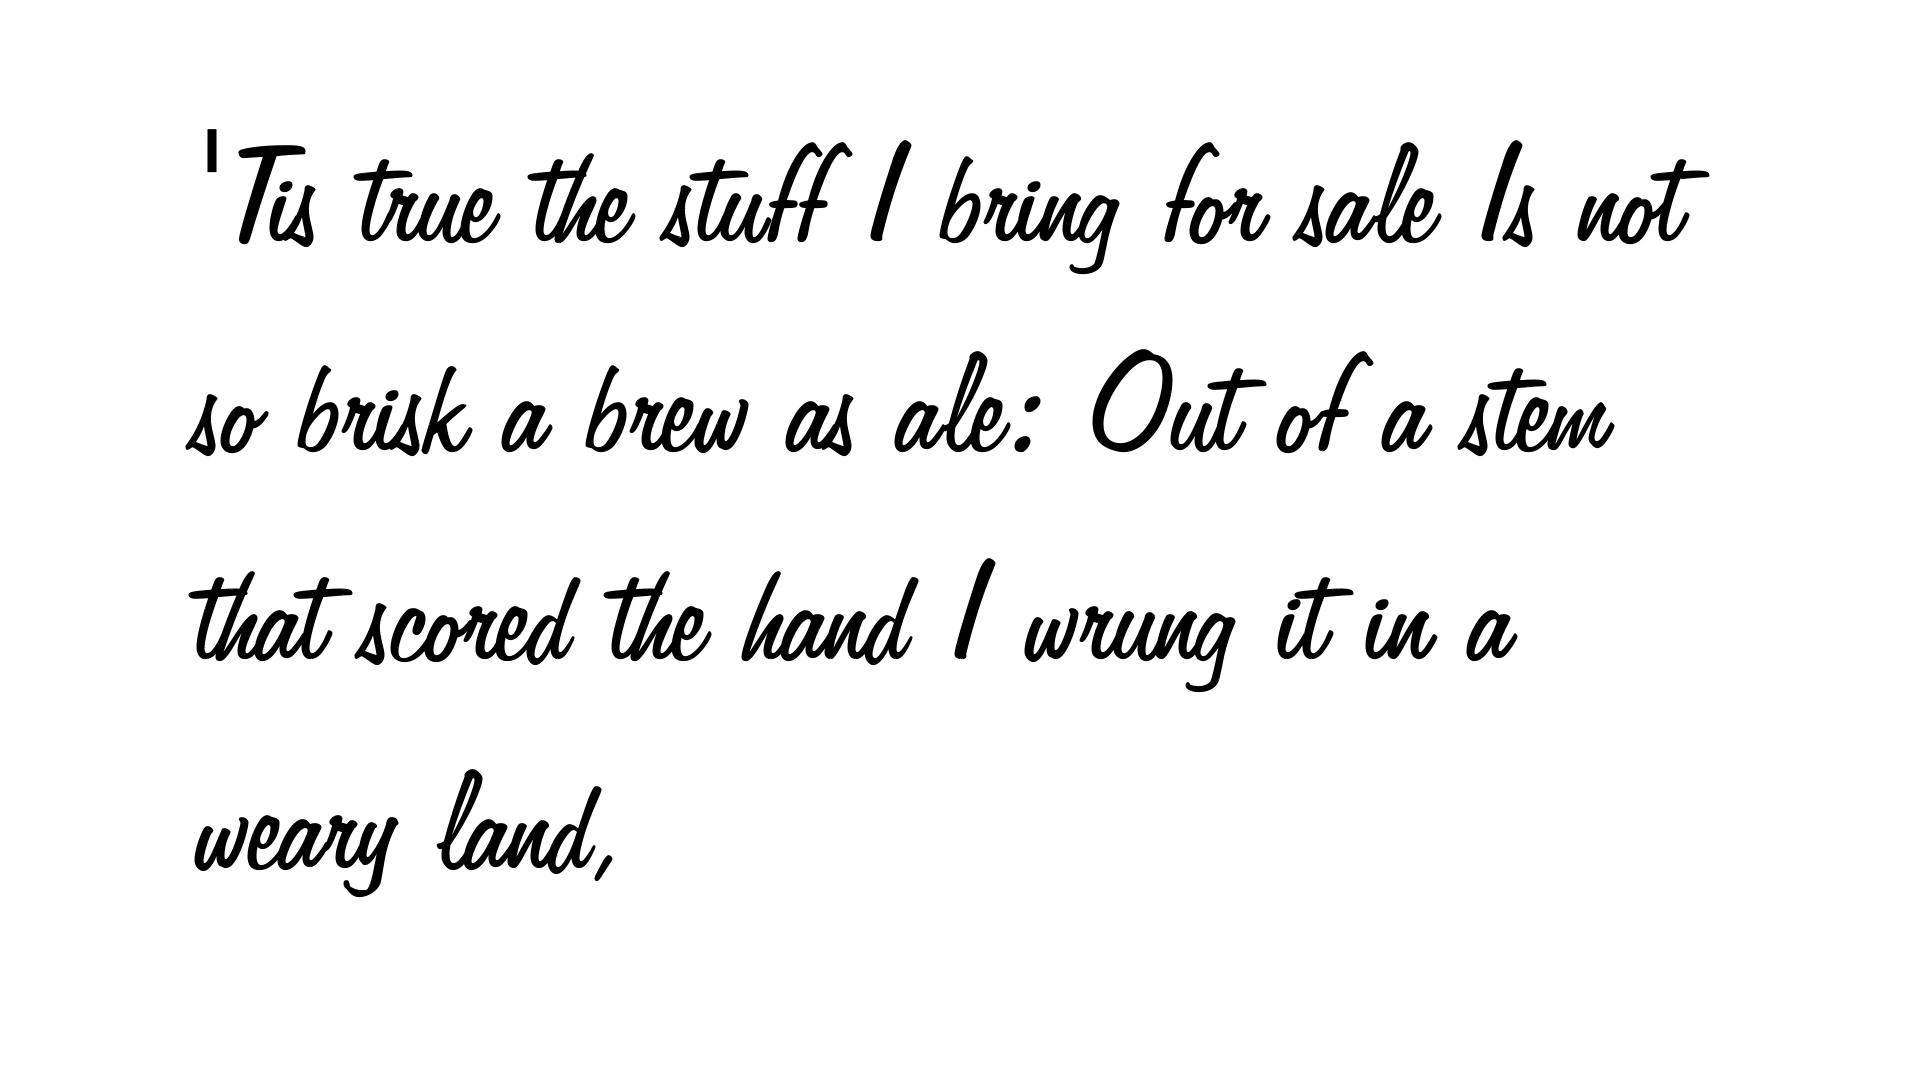 'Tis true the stuff I bring for sale Is not
so brisk a brew as ale: Out of a stem
that scored the hand I wrung it in a
weary land,